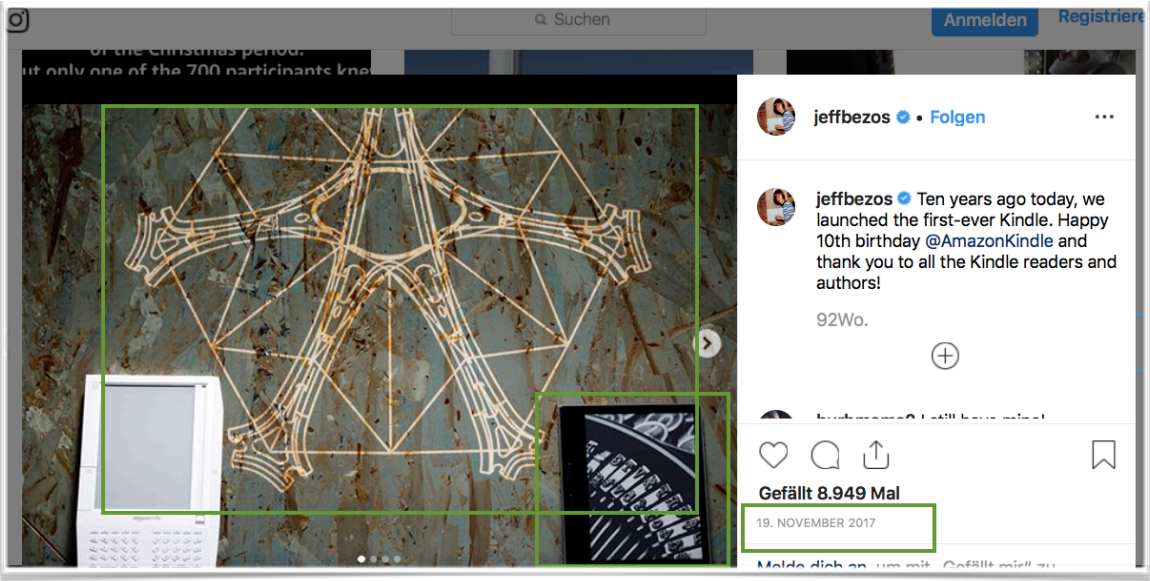 Suchen
Anmelden
Registriere
of the Christmas period.
ut only one of the 700 participants knew
jeffbezos • Folgen
jeffbezos Ten years ago today, we
launched the first-ever Kindle. Happy
10th birthday @AmazonKindle and
thank you to all the Kindle readers and
authors!
92Wo.
I still have mine!
Gefällt 8.949 Mal
19. NOVEMBER 2017
Melde dich an, um mit „Gefällt mir“ zu